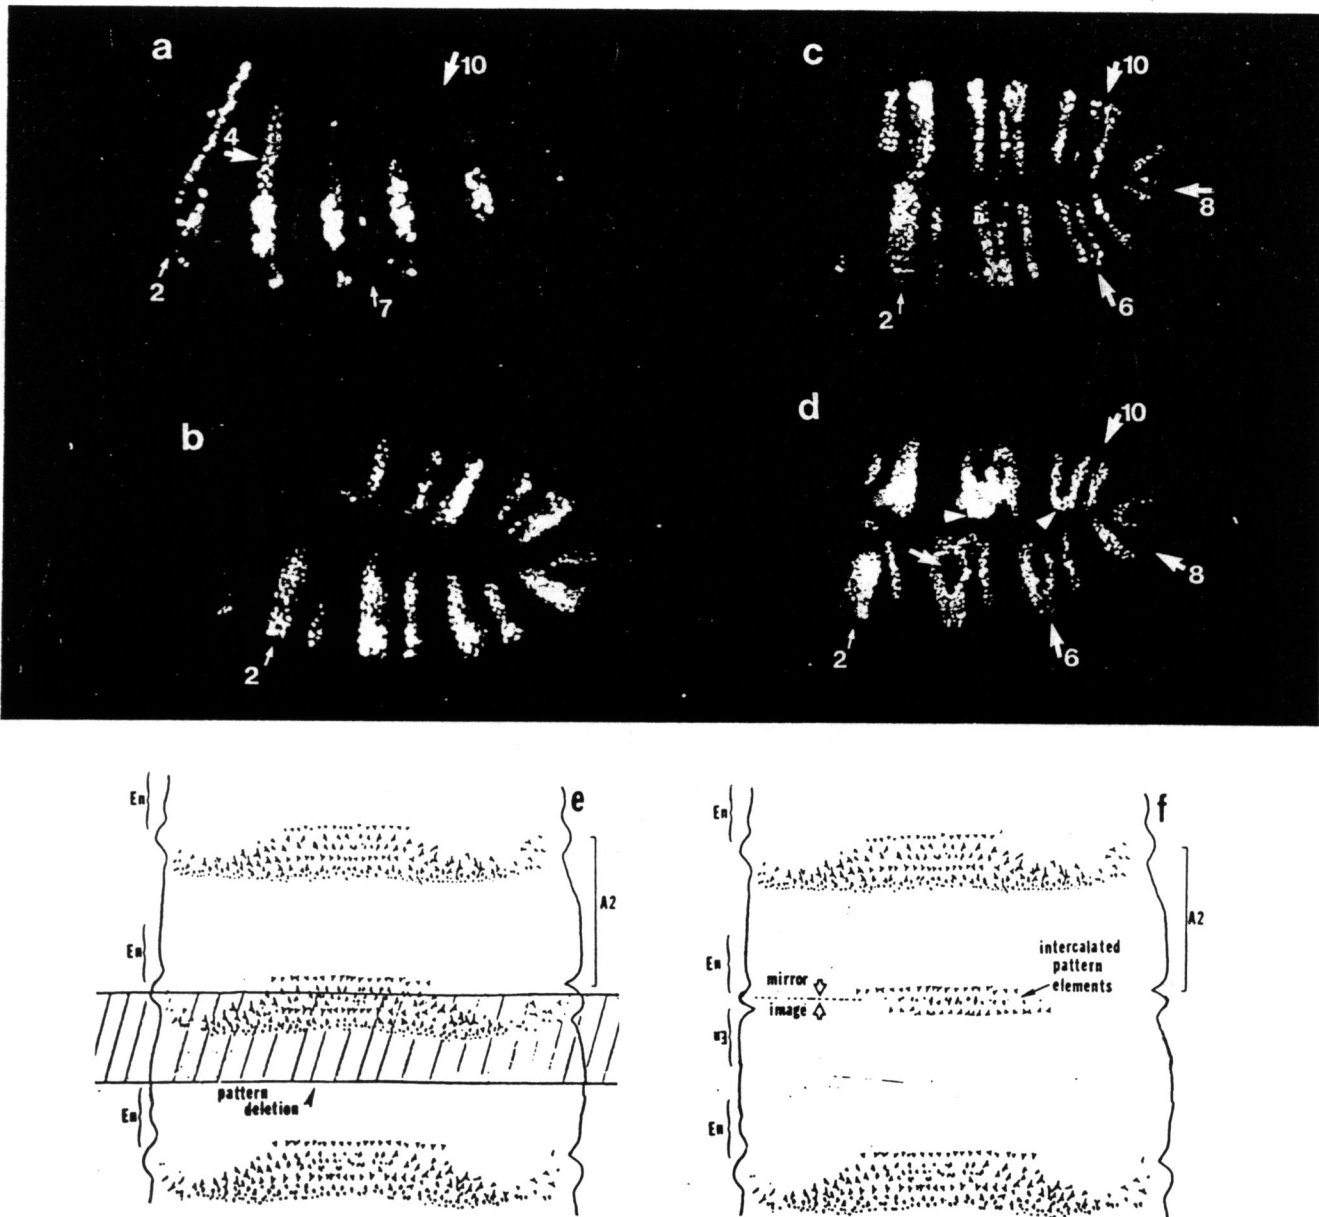 a
10
4
2
7
c
10
8
2
6
b
2
d
10
8
2
6
e
En
A2
En
pattern
deletion
En
f
En
A2
En
mirror
image
intercalated
pattern
elements
En
En